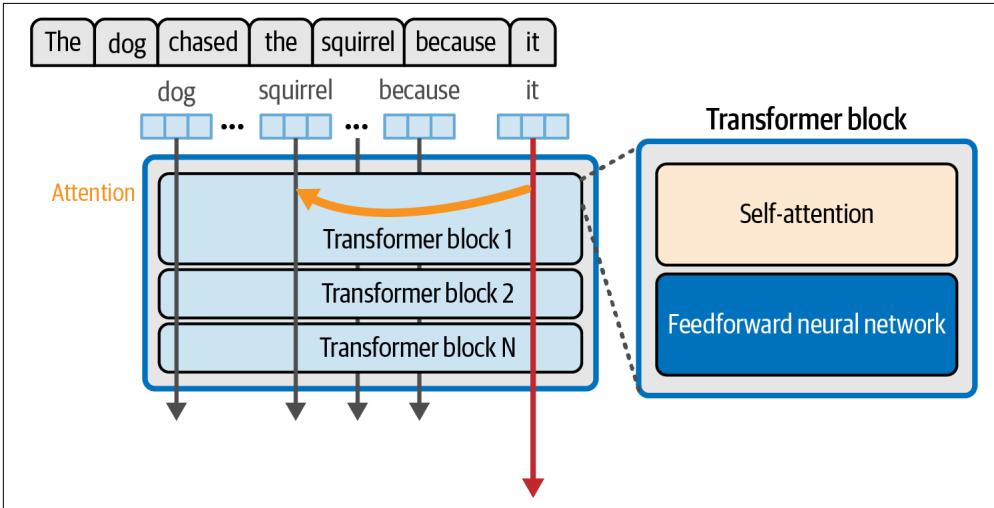 The dog chased the squirrel because it
dog ... squirrel ... because it
Transformer block
Attention
Self-attention
Transformer block 1
Transformer block 2
Feedforward neural network
Transformer block N